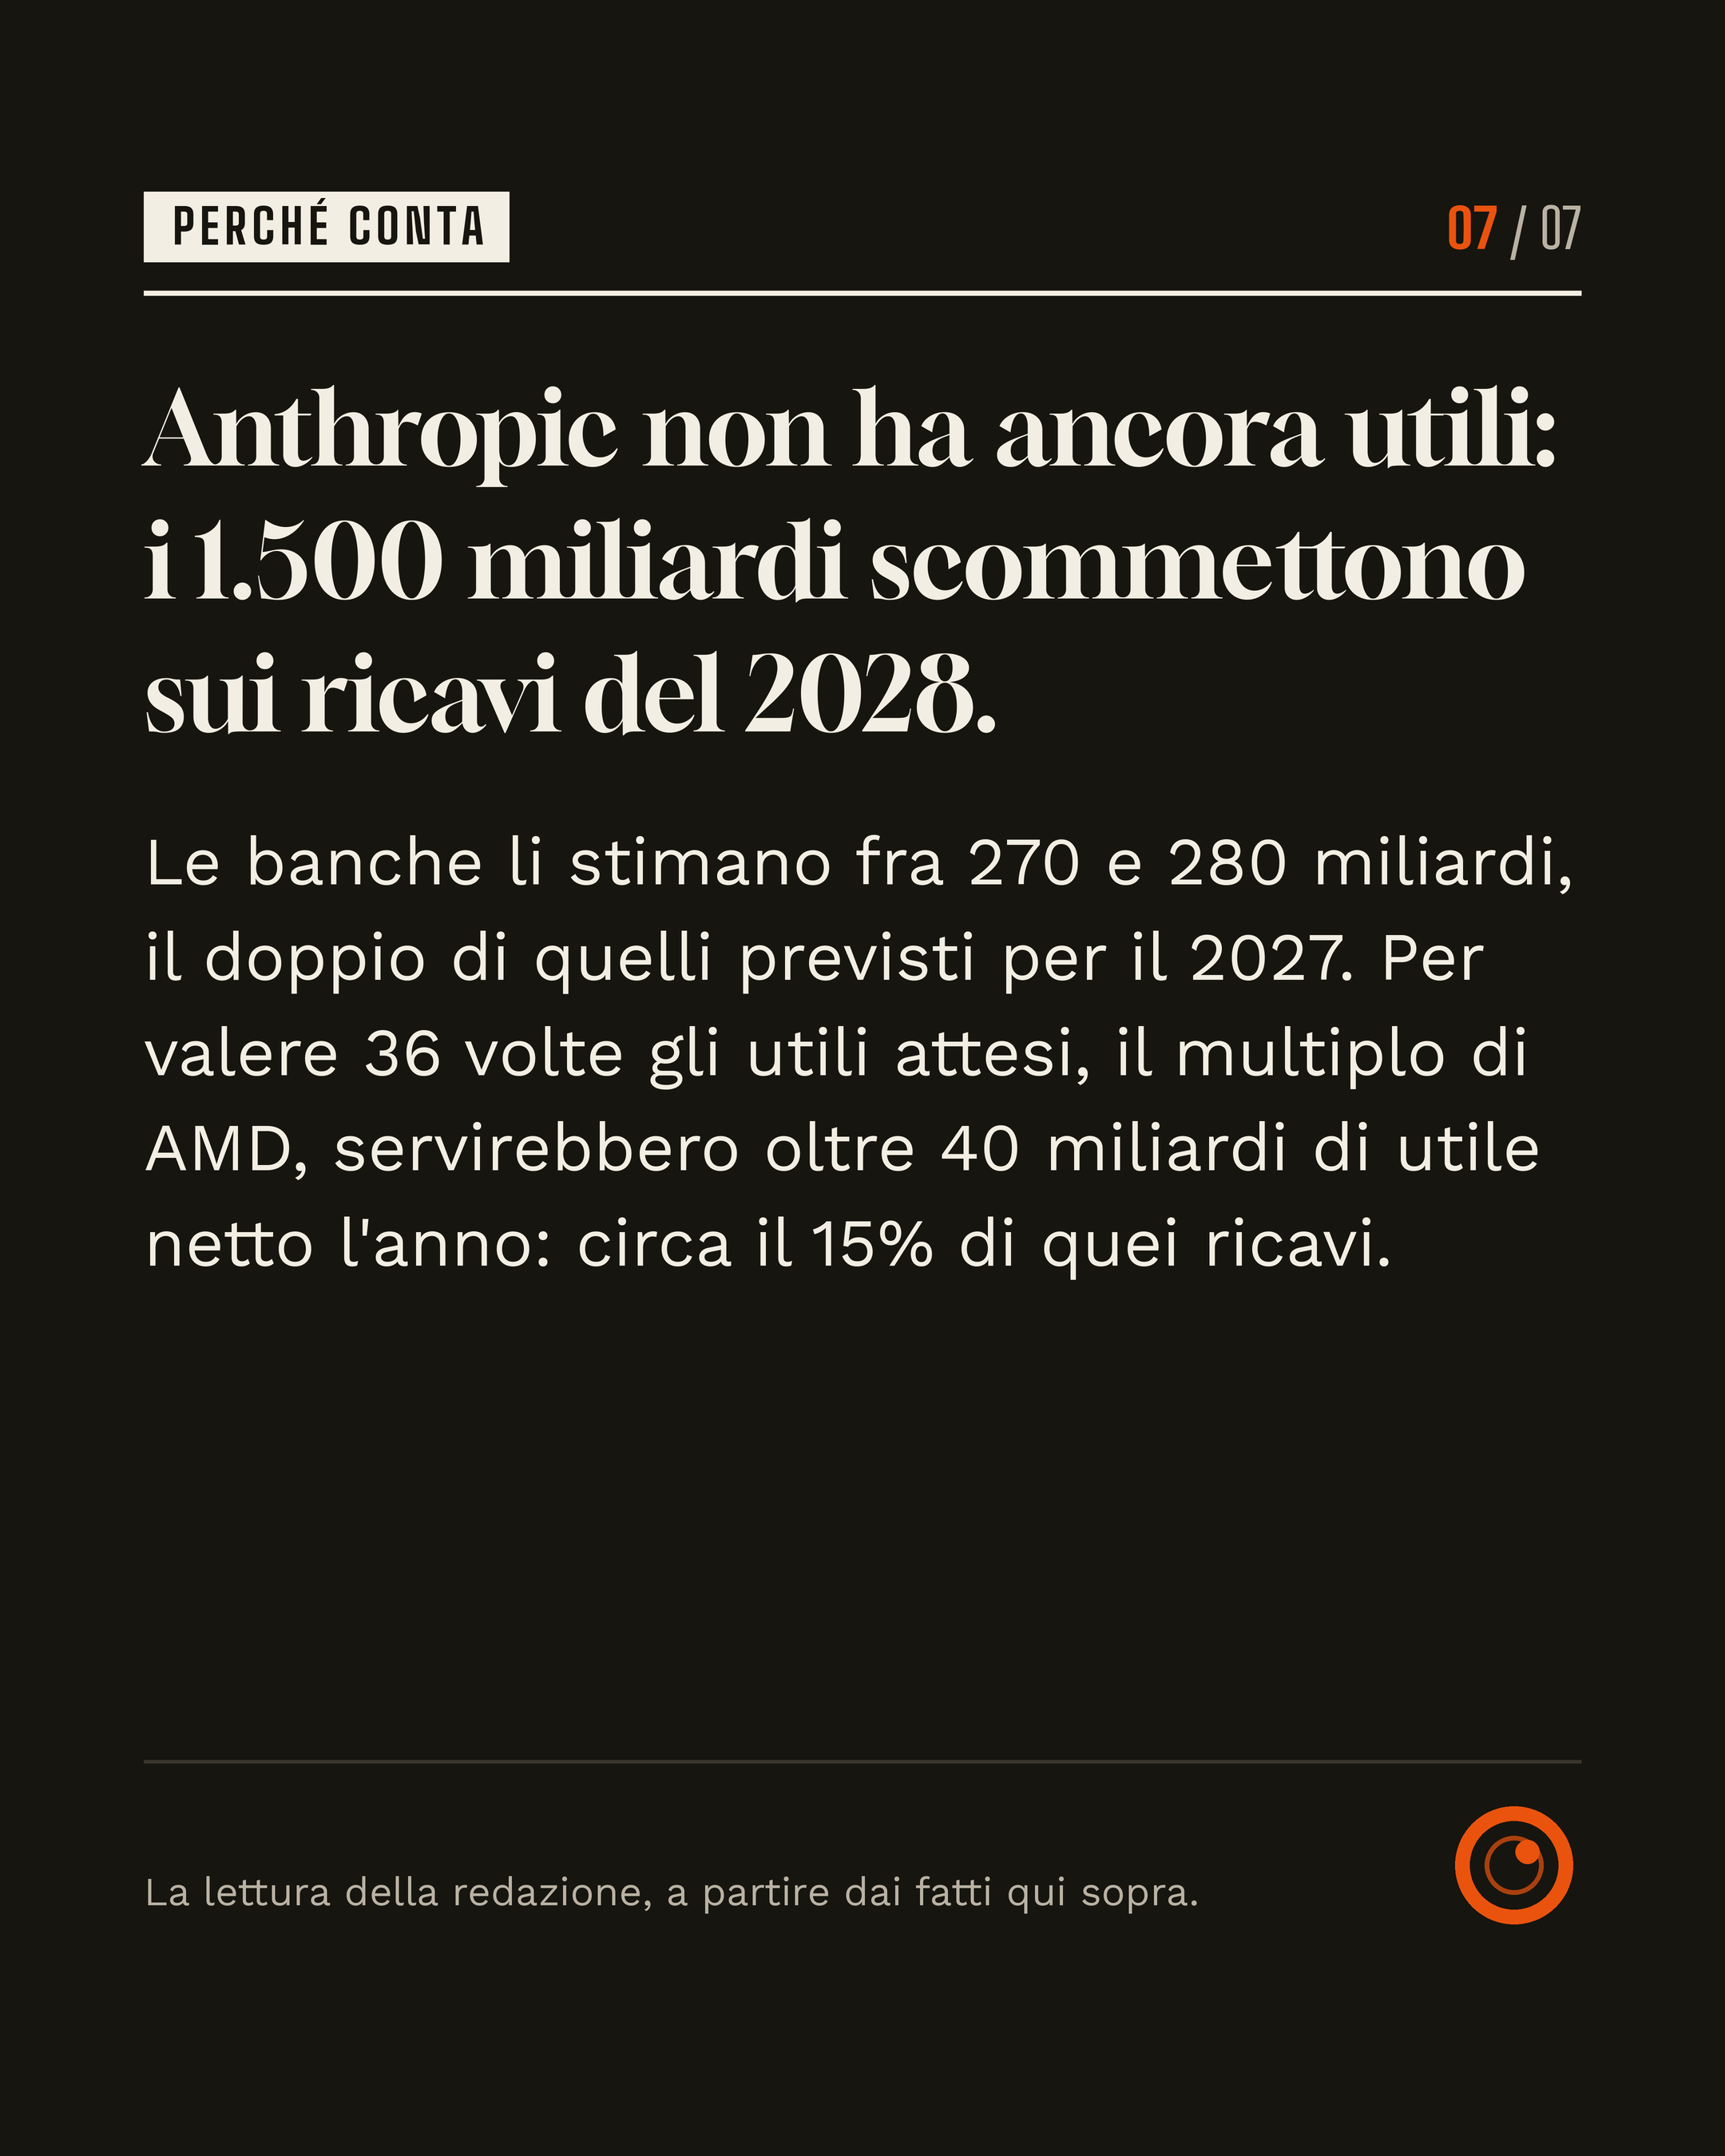 PERCHÉ CONTA
07 / 07
Anthropic non ha ancora utili:
i 1.500 miliardi scommettono
sui ricavi del 2028.
Le banche li stimano fra 270 e 280 miliardi,
il doppio di quelli previsti per il 2027. Per
valere 36 volte gli utili attesi, il multiplo di
AMD, servirebbero oltre 40 miliardi di utile
netto l'anno: circa il 15% di quei ricavi.
La lettura della redazione, a partire dai fatti qui sopra.